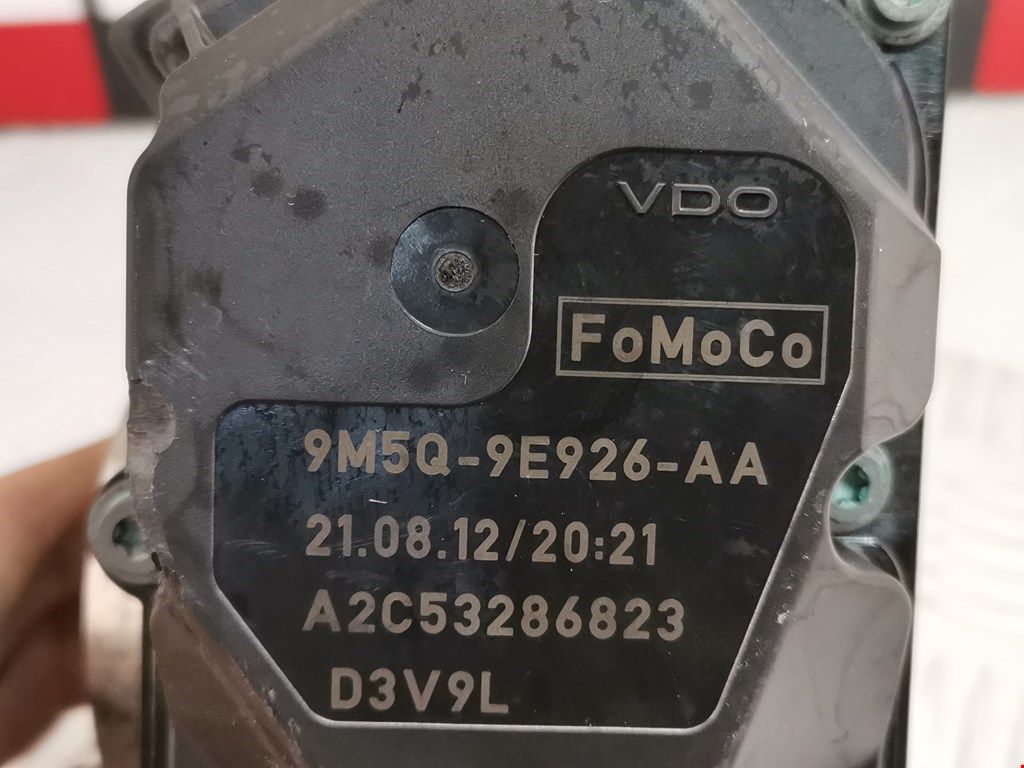 VDO
FoMoCo
9M5Q-9E926-AA
21.08.12/20:21
A2C53286823
D3V9L